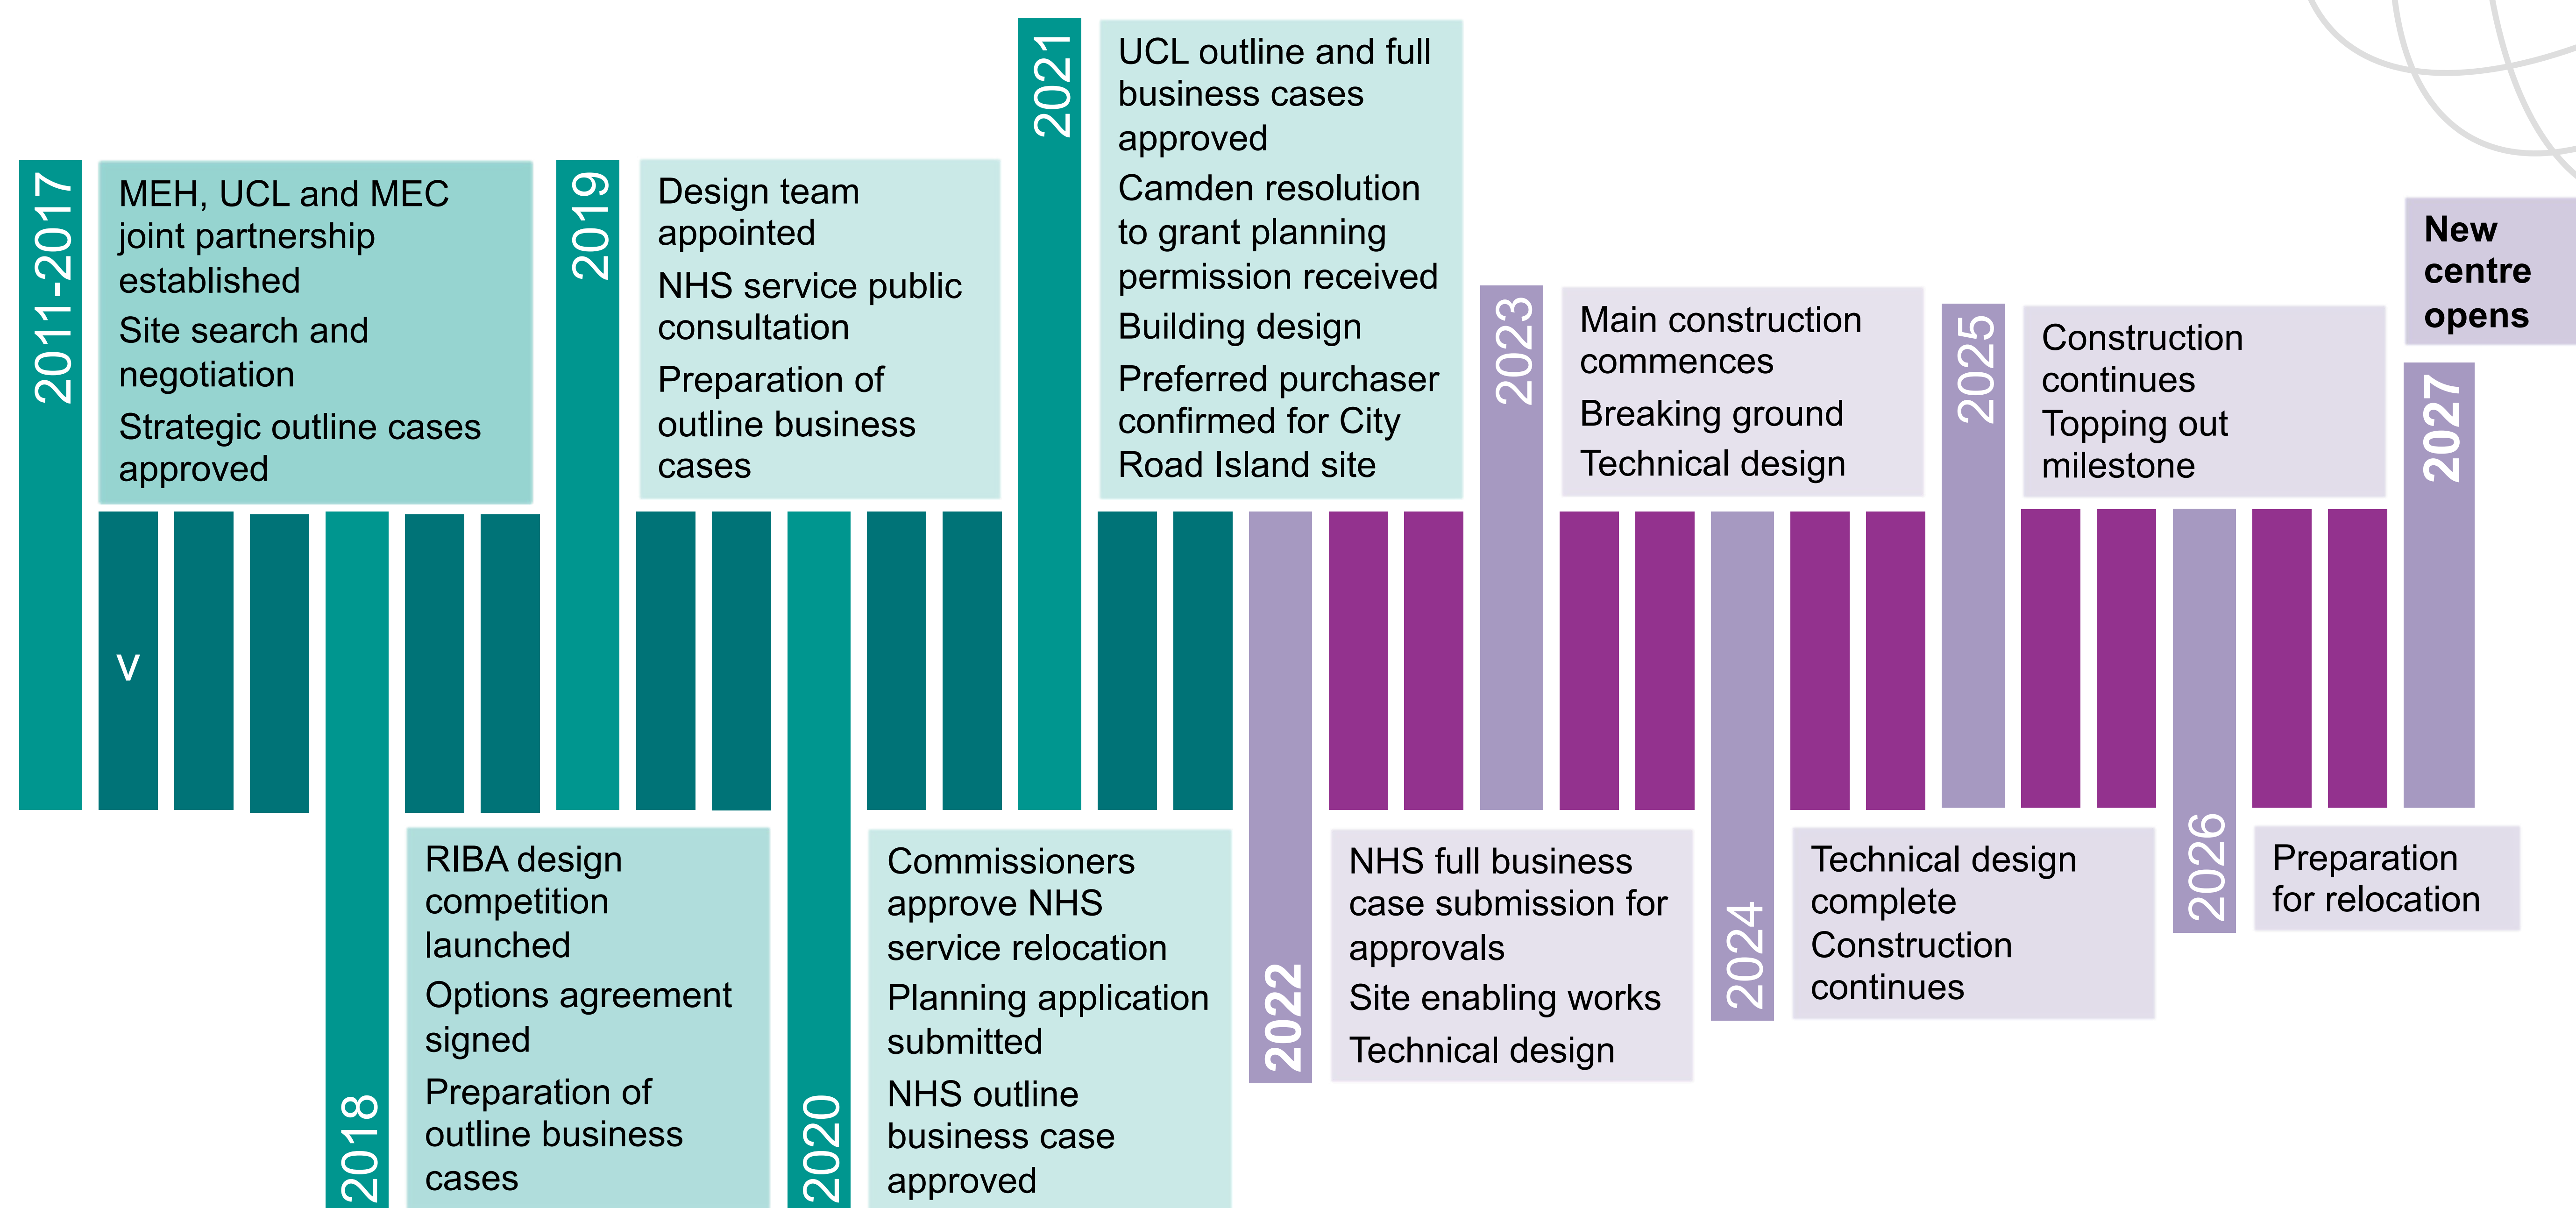 2011-2017
MEH, UCL and MEC
joint partnership
established
Site search and
negotiation
Strategic outline cases
approved
v
2018
RIBA design
competition
launched
Options agreement
signed
Preparation of
outline business
cases
2019
Design team
appointed
NHS service public
consultation
Preparation of
outline business
cases
2020
Commissioners
approve NHS
service relocation
Planning application
submitted
NHS outline
business case
approved
2021
UCL outline and full
business cases
approved
Camden resolution
to grant planning
permission received
Building design
Preferred purchaser
confirmed for City
Road Island site
2022
NHS full business
case submission for
approvals
Site enabling works
Technical design
2023
Main construction
commences
Breaking ground
Technical design
2024
Technical design
complete
Construction
continues
2025
Construction
continues
Topping out
milestone
2026
Preparation
for relocation
2027
New
centre
opens